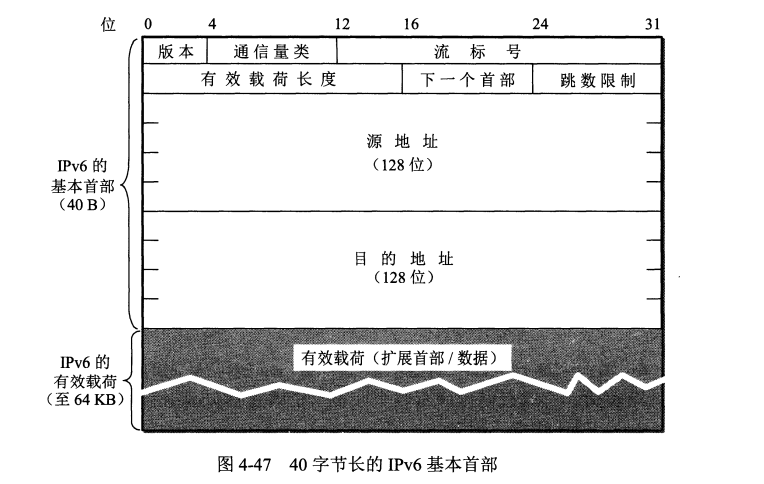 位 0 4 12 16 24 31
版本 通信量类 流标号
有效载荷长度 下一个首部 跳数限制
源地址
(128 位)
IPv6 的
基本首部
(40 B)
目的地址
(128 位)
IPv6 的
有效载荷
(至 64 KB)
有效载荷(扩展首部 / 数据)
图 4-47 40 字节长的 IPv6 基本首部